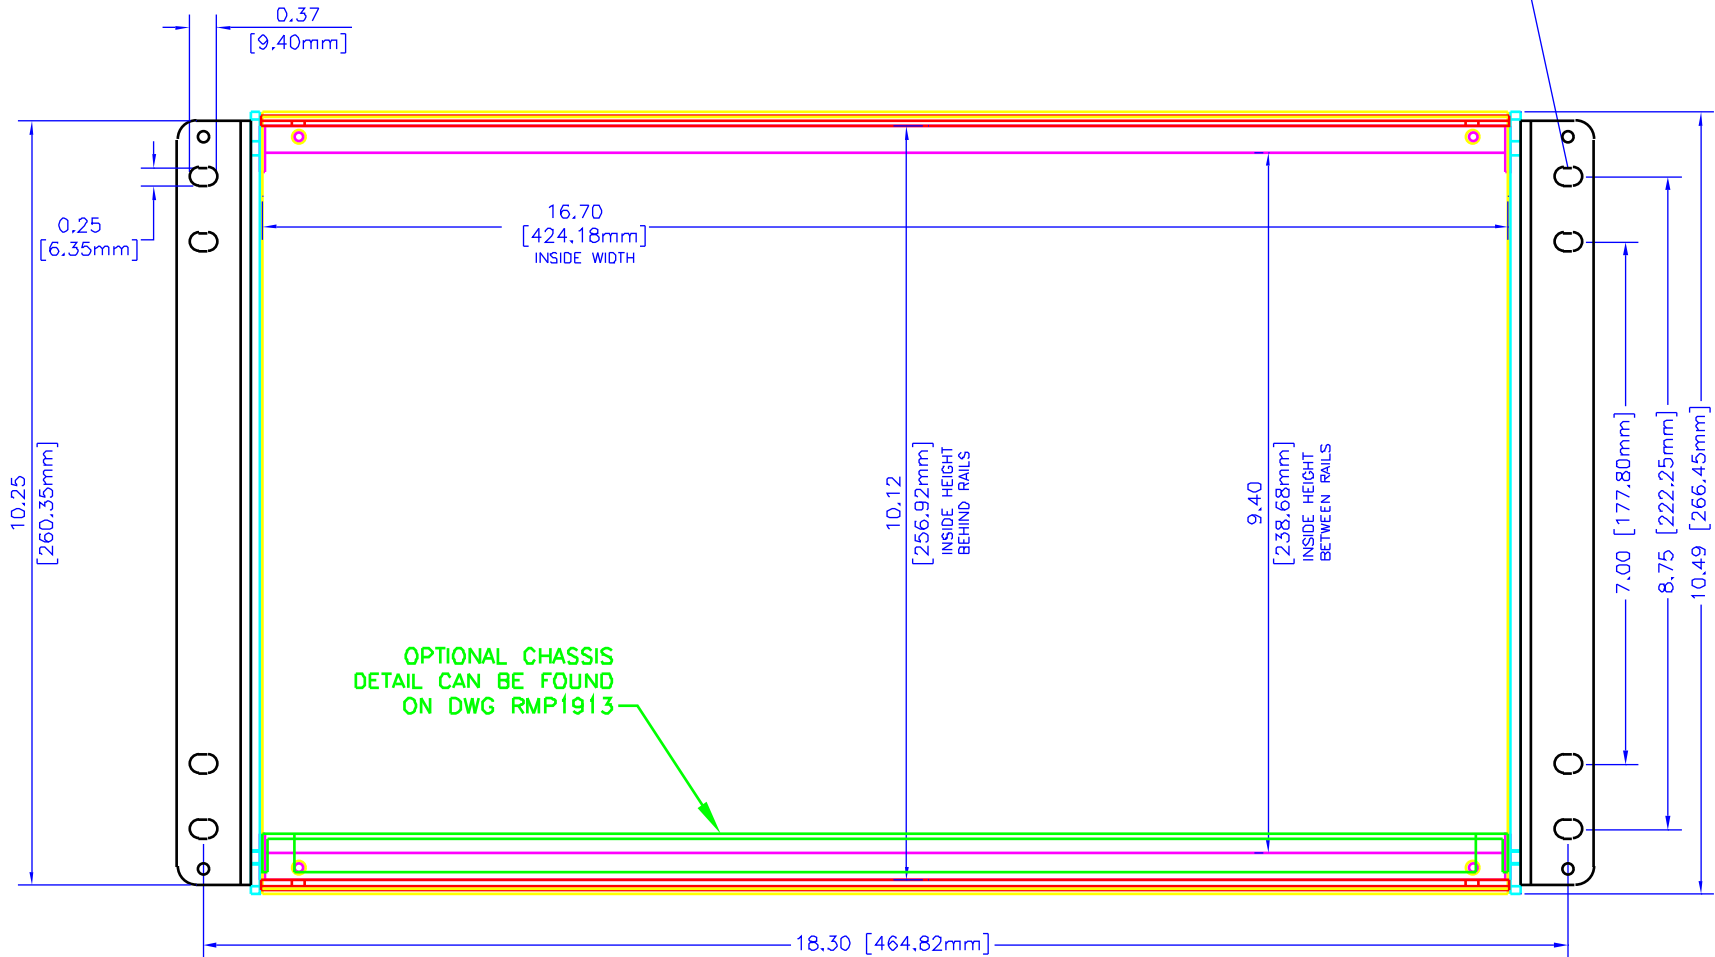 0.37
[9.40mm]
0.25
[6.35mm]
16.70
[424.18mm]
INSIDE WIDTH
10.25
[260.35mm]
10.12
[256.92mm]
INSIDE HEIGHT
BEHIND RAILS
9.40
[238.68mm]
INSIDE HEIGHT
BETWEEN RAILS
7.00 [177.80mm]
8.75 [222.25mm]
10.49 [266.45mm]
OPTIONAL CHASSIS
DETAIL CAN BE FOUND
ON DWG RMP1913
18.30 [464.82mm]